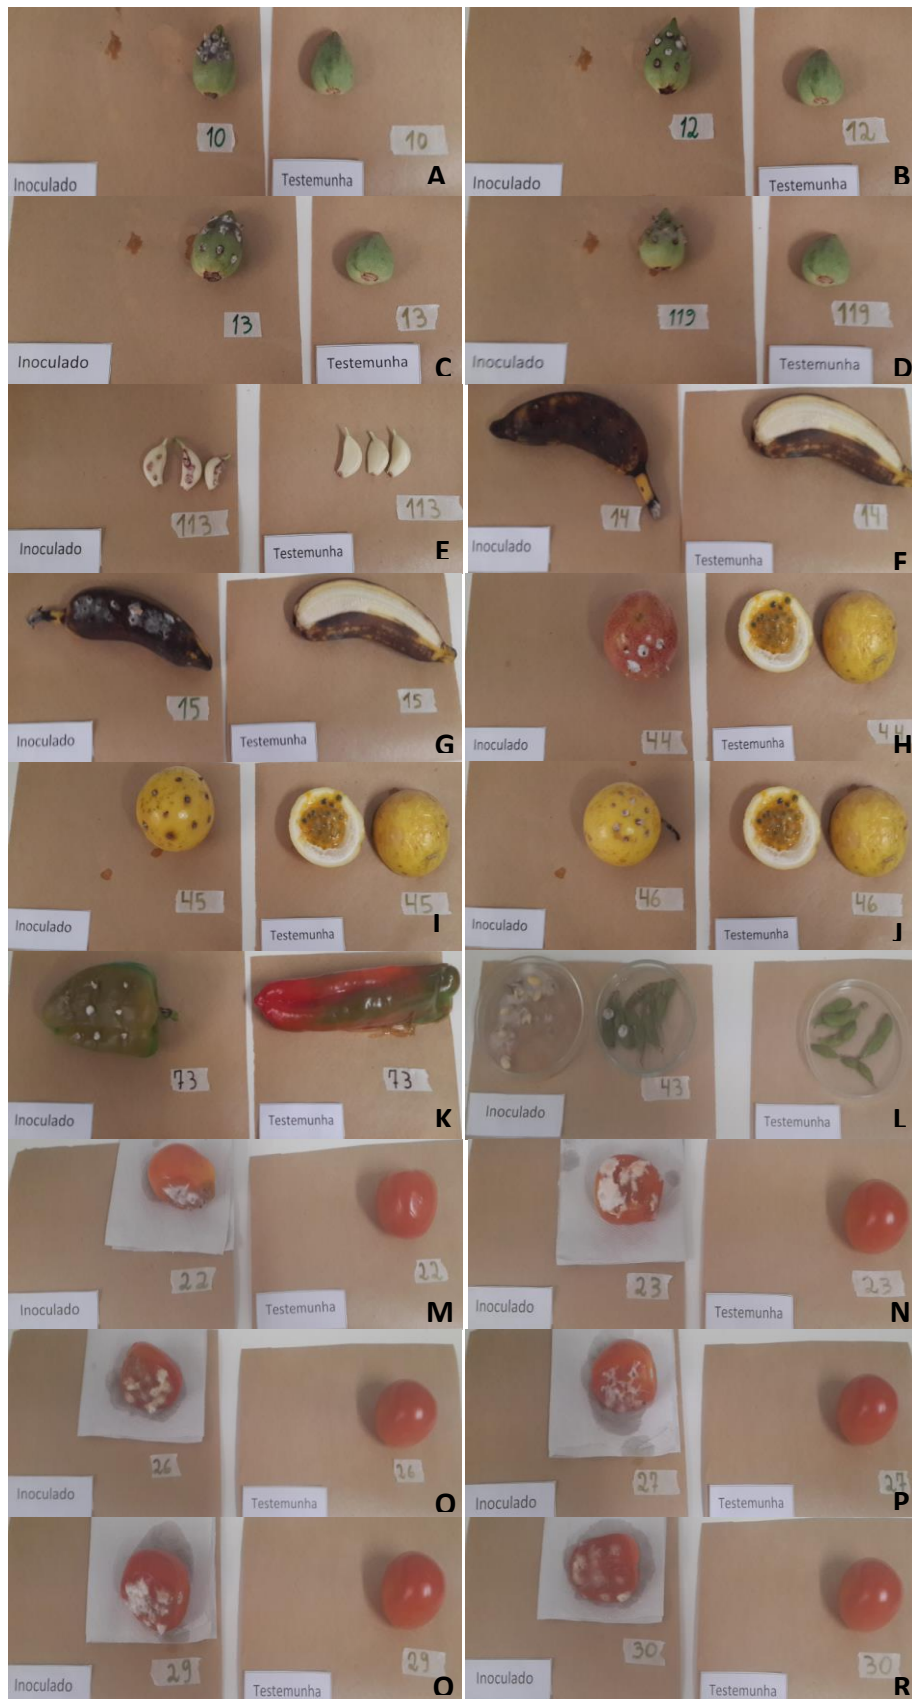 10
10
Inoculado
Testemunha
A
12
12
Inoculado
Testemunha
B
13
13
Inoculado
Testemunha
C
119
119
Inoculado
Testemunha
D
113
113
Inoculado
Testemunha
E
14
14
Inoculado
Testemunha
F
15
15
Inoculado
Testemunha
G
44
44
Inoculado
Testemunha
H
45
45
Inoculado
Testemunha
I
46
46
Inoculado
Testemunha
J
73
73
Inoculado
Testemunha
K
43
Inoculado
Testemunha
L
22
22
Inoculado
Testemunha
M
23
23
Inoculado
Testemunha
N
26
26
Inoculado
Testemunha
O
27
27
Inoculado
Testemunha
P
29
29
Inoculado
Testemunha
Q
30
30
Inoculado
Testemunha
R